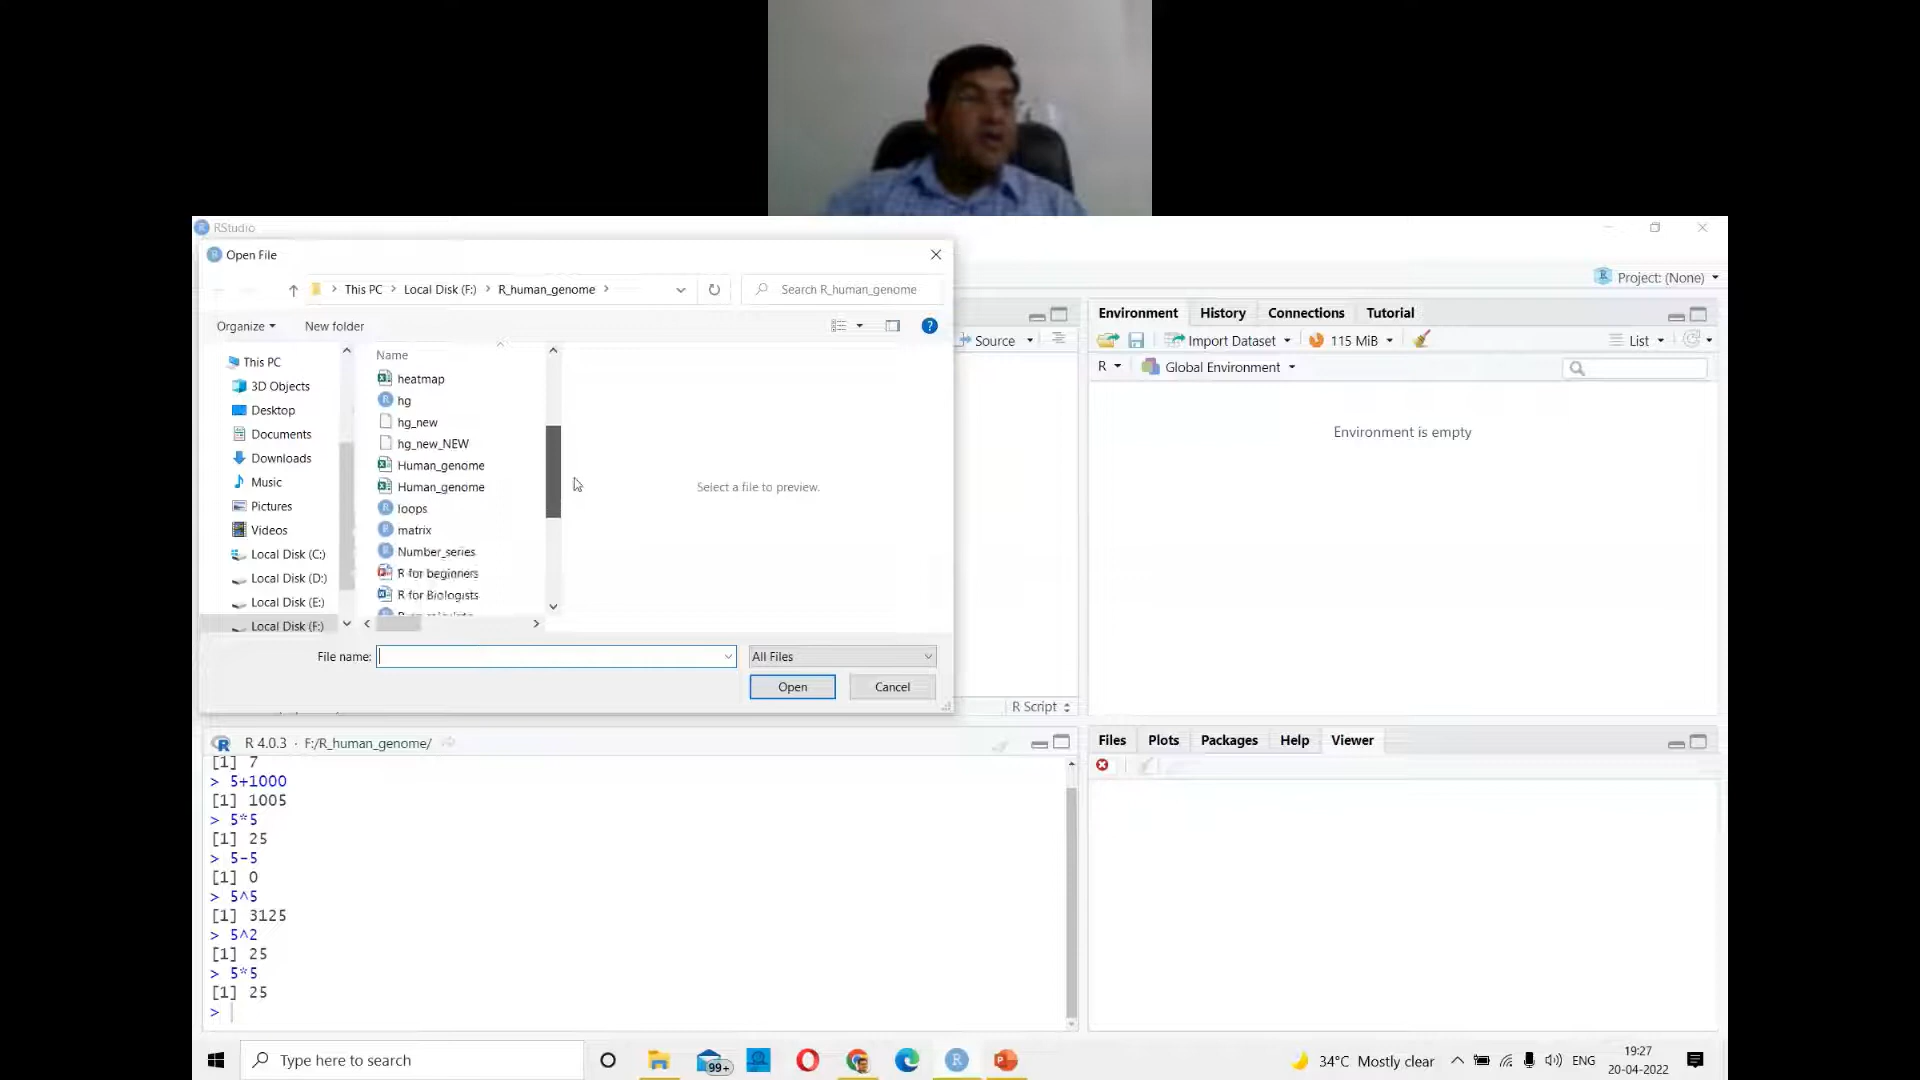 RStudio
Open File
This PC
Local Disk (F:)
R_human_genome
Search R_human_genome
Organize
New folder
This PC
3D Objects
Desktop
Documents
Downloads
Music
Pictures
Videos
Local Disk (C:)
Local Disk (D:)
Local Disk (E:)
Local Disk (F:)
Name
heatmap
hg
hg_new
hg_new_NEW
Human_genome
Human_genome
loops
matrix
Number_series
R for beginners
R for Biologists
Select a file to preview.
File name:
All Files
Open
Cancel
Source
R Script
Project: (None)
Environment
History
Connections
Tutorial
Import Dataset
115 MiB
List
R
Global Environment
Environment is empty
R 4.0.3 · F:/R_human_genome/
[1] 7
> 5+1000
[1] 1005
> 5*5
[1] 25
> 5-5
[1] 0
> 5^5
[1] 3125
> 5^2
[1] 25
> 5*5
[1] 25
>
Files
Plots
Packages
Help
Viewer
Type here to search
99+
34°C Mostly clear
ENG
19:27
20-04-2022